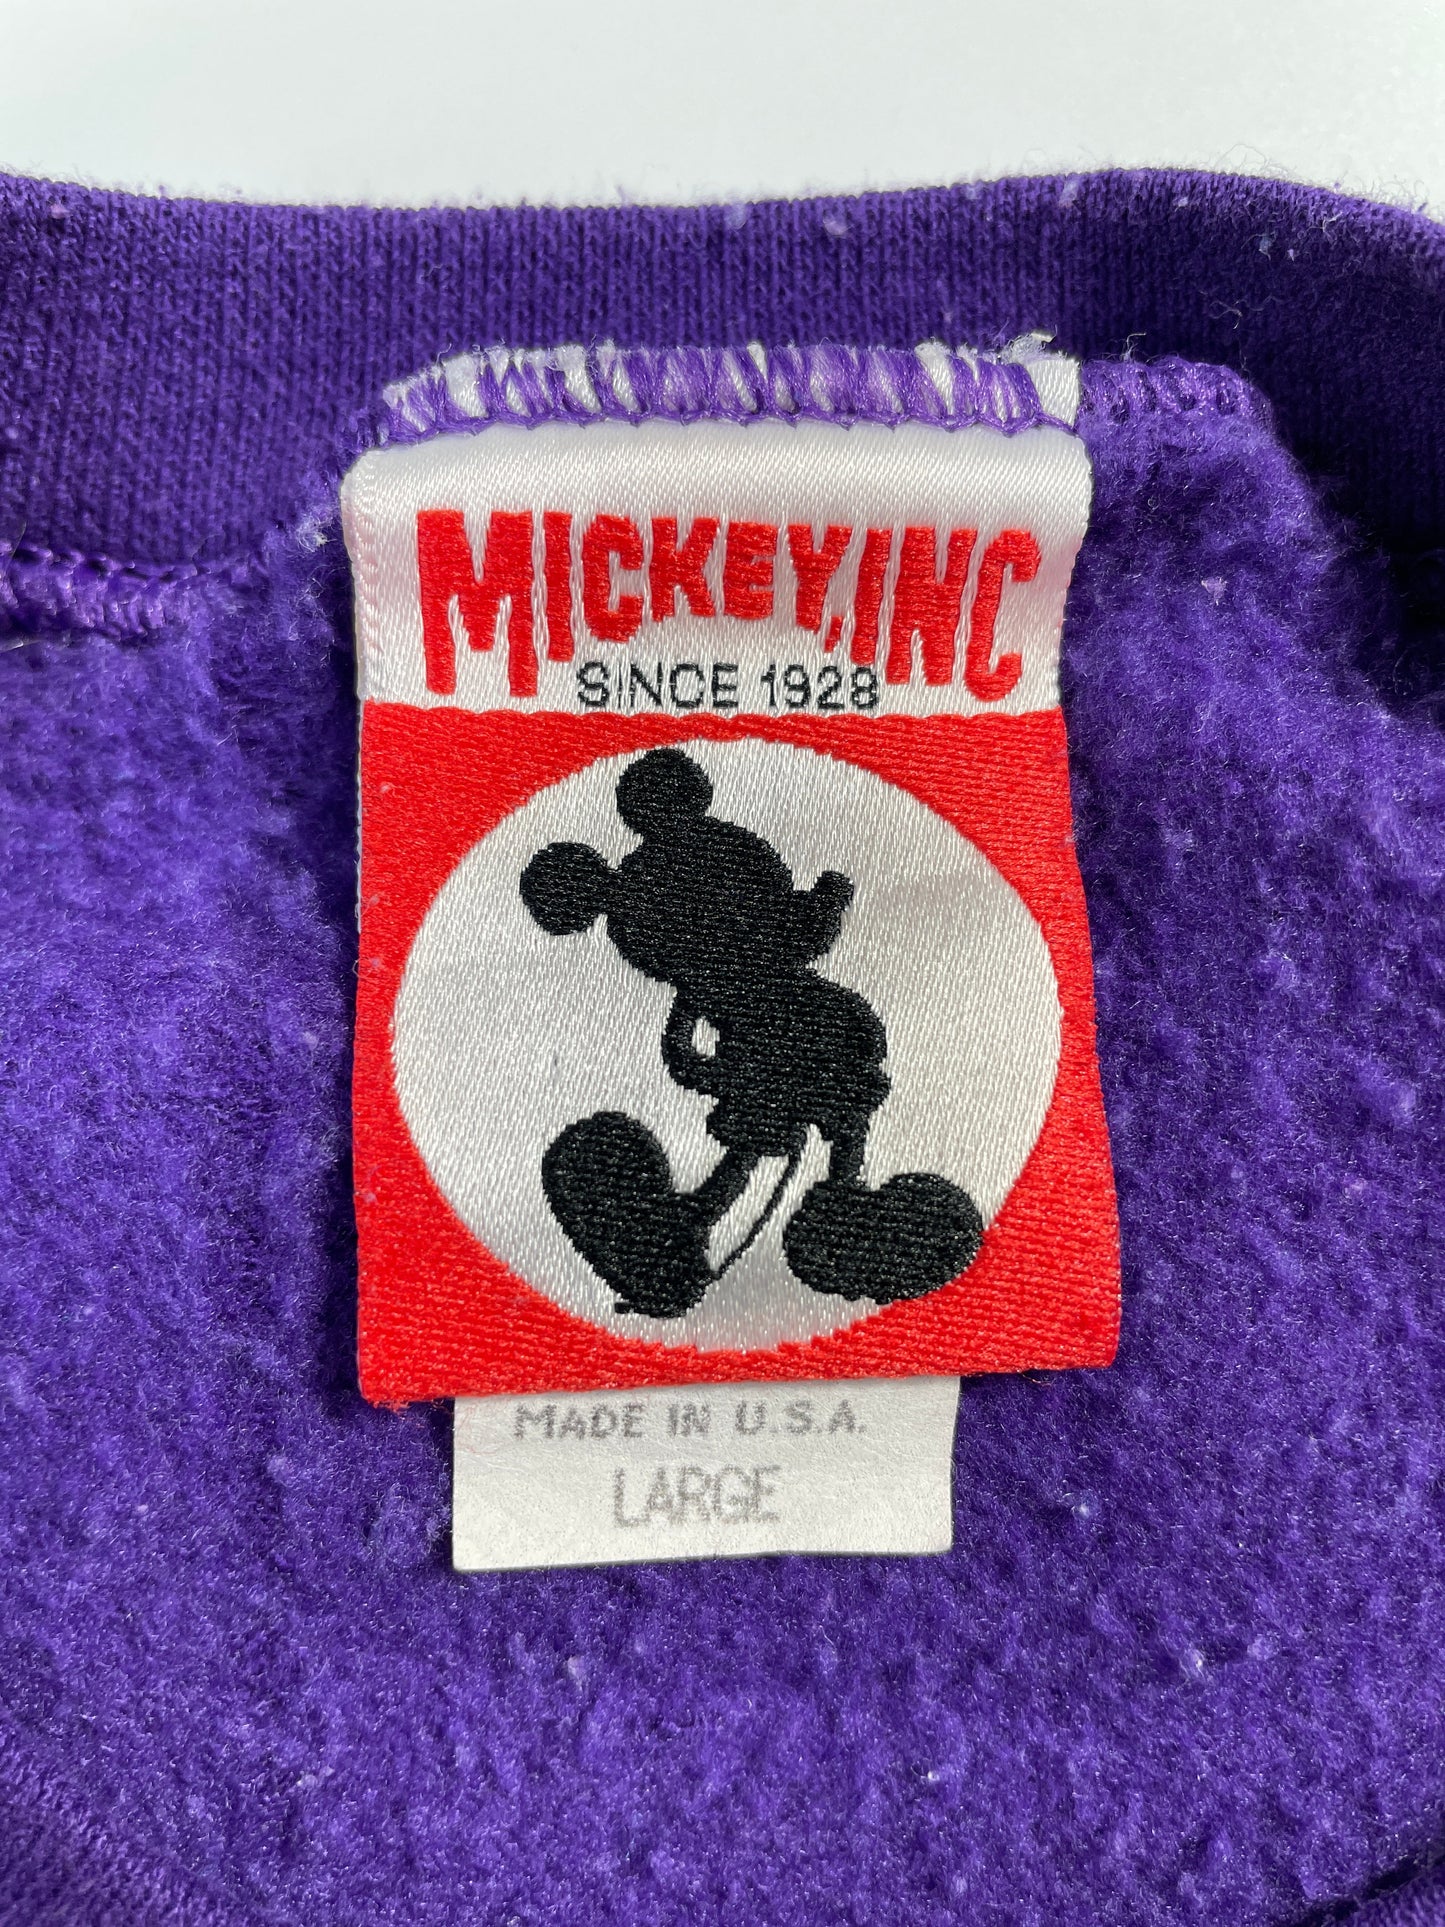 MICKEY, INC
SINCE 1928
MADE IN U.S.A.
LARGE